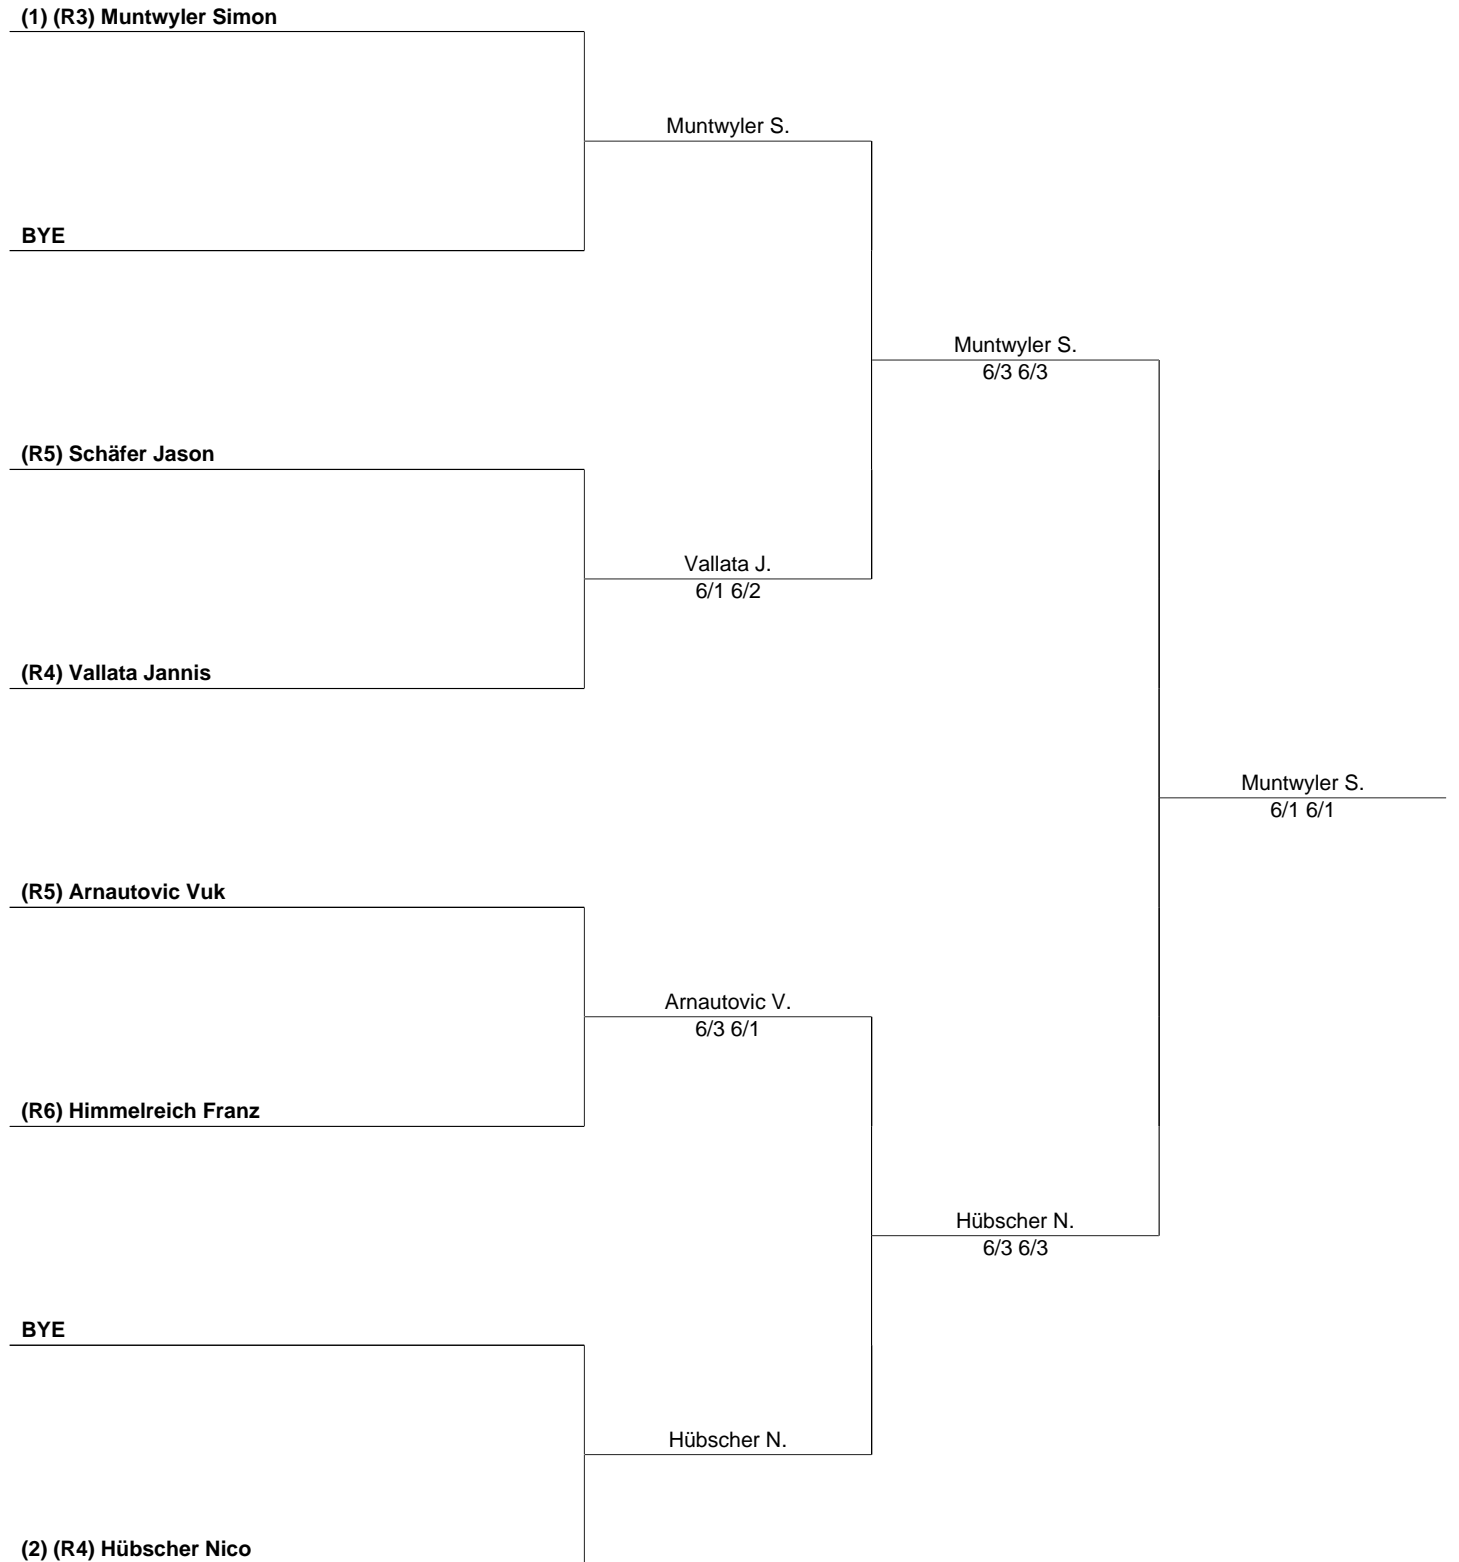 (1) (R3) Muntwyler Simon
Muntwyler S.
BYE
Muntwyler S.
6/3 6/3
(R5) Schäfer Jason
Vallata J.
6/1 6/2
(R4) Vallata Jannis
Muntwyler S.
6/1 6/1
(R5) Arnautovic Vuk
Arnautovic V.
6/3 6/1
(R6) Himmelreich Franz
Hübscher N.
6/3 6/3
BYE
Hübscher N.
(2) (R4) Hübscher Nico